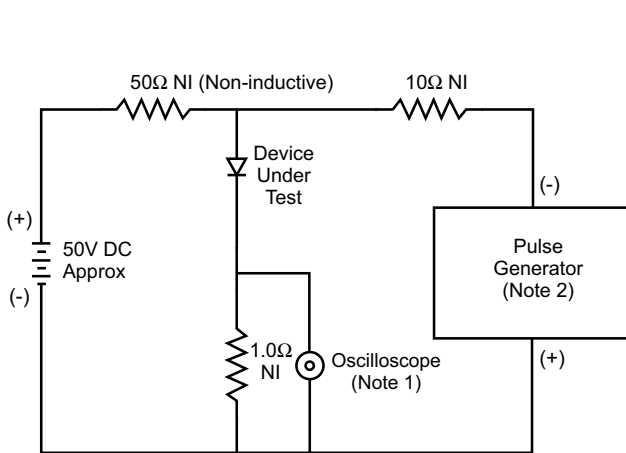 50Ω NI (Non-inductive)
10Ω NI
Device
Under
Test
(-)
(+)
50V DC
Approx
(-)
Pulse
Generator
(Note 2)
1.0Ω
NI
Oscilloscope
(Note 1)
(+)